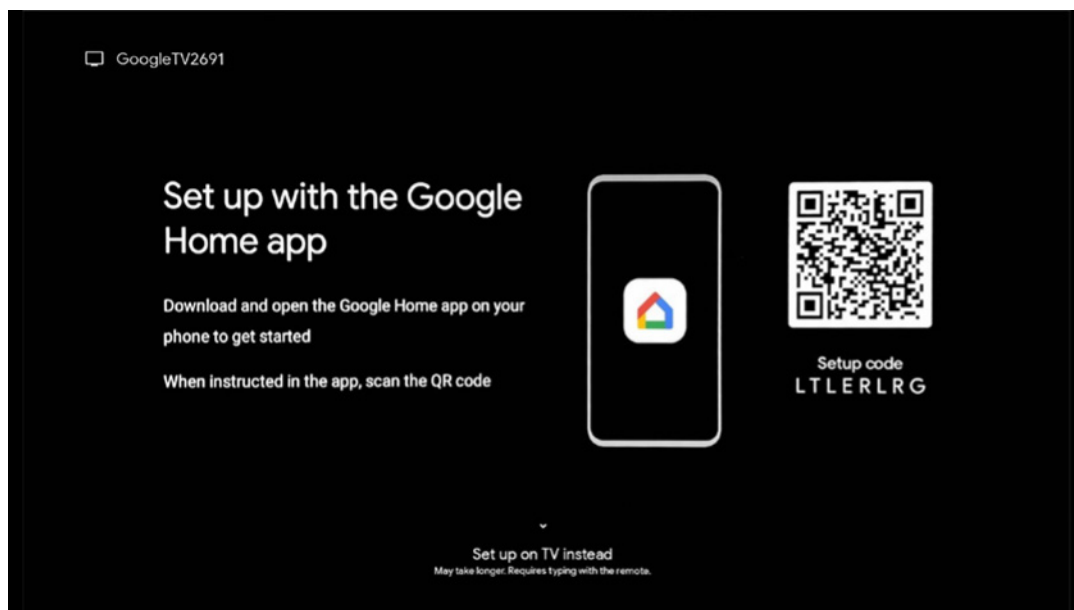 GoogleTV2691
Set up with the Google
Home app
Download and open the Google Home app on your
phone to get started
When instructed in the app, scan the QR code
Setup code
LTLERLRG
Set up on TV instead
May take longer. Requires typing with the remote.